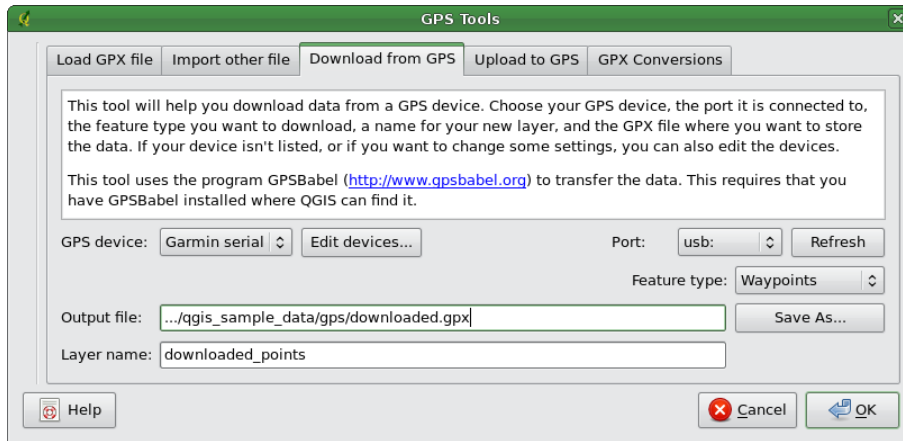 GPS Tools
Load GPX file Import other file Download from GPS Upload to GPS GPX Conversions
This tool will help you download data from a GPS device. Choose your GPS device, the port it is connected to,
the feature type you want to download, a name for your new layer, and the GPX file where you want to store
the data. If your device isn't listed, or if you want to change some settings, you can also edit the devices.
This tool uses the program GPSBabel (http://www.gpsbabel.org) to transfer the data. This requires that you
have GPSBabel installed where QGIS can find it.
GPS device: Garmin serial Edit devices... Port: usb: Refresh
Feature type: Waypoints
Output file: .../qgis_sample_data/gps/downloaded.gpx Save As...
Layer name: downloaded_points
Help Cancel OK